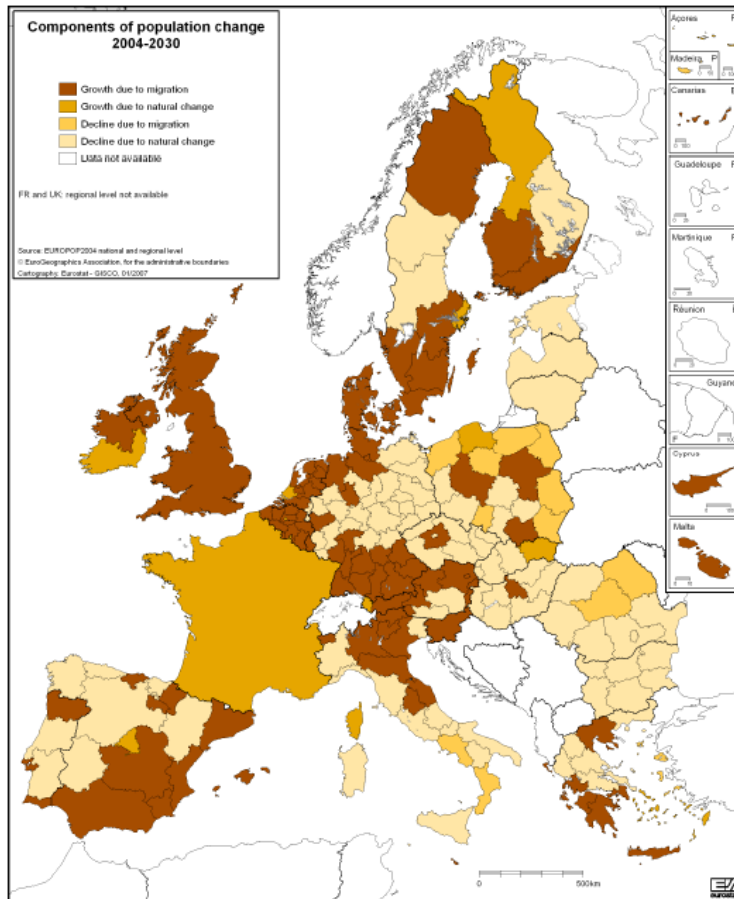 Components of population change
2004-2030
Growth due to migration
Growth due to natural change
Decline due to migration
Decline due to natural change
Data not available
FR and UK: regional level not available
Source: EUROPOP2004 national and regional level
© EuroGeographics Association, for the administrative boundaries
Cartography: Eurostat - GISCO, 01/2007
Açores
Madeira P
Canarias
Guadeloupe
Martinique
Réunion
Guyane
Cyprus
Malta
0 500km
eurostat